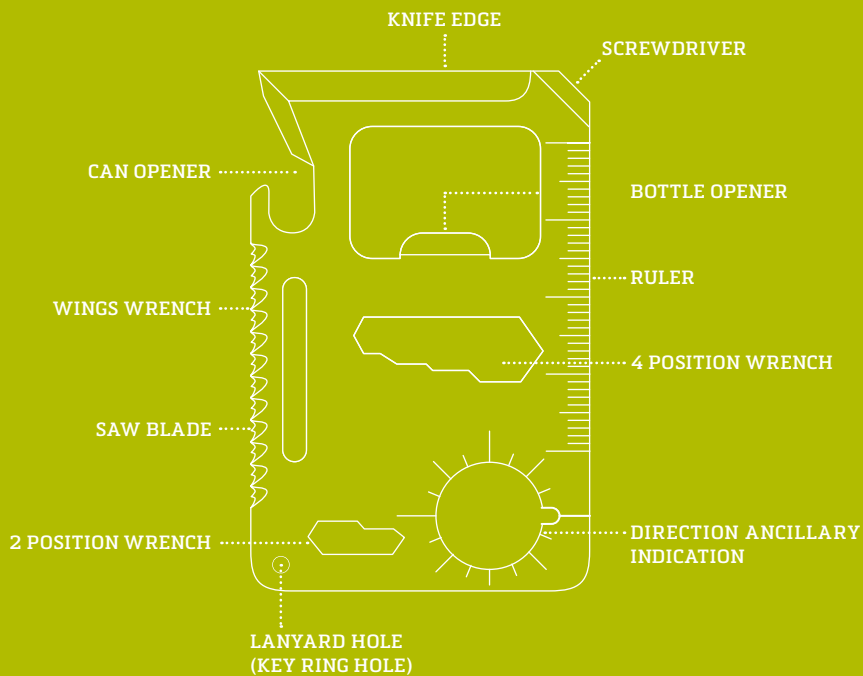 KNIFE EDGE
SCREWDRIVER
CAN OPENER
BOTTLE OPENER
RULER
WINGS WRENCH
4 POSITION WRENCH
SAW BLADE
2 POSITION WRENCH
DIRECTION ANCILLARY
INDICATION
LANYARD HOLE
(KEY RING HOLE)